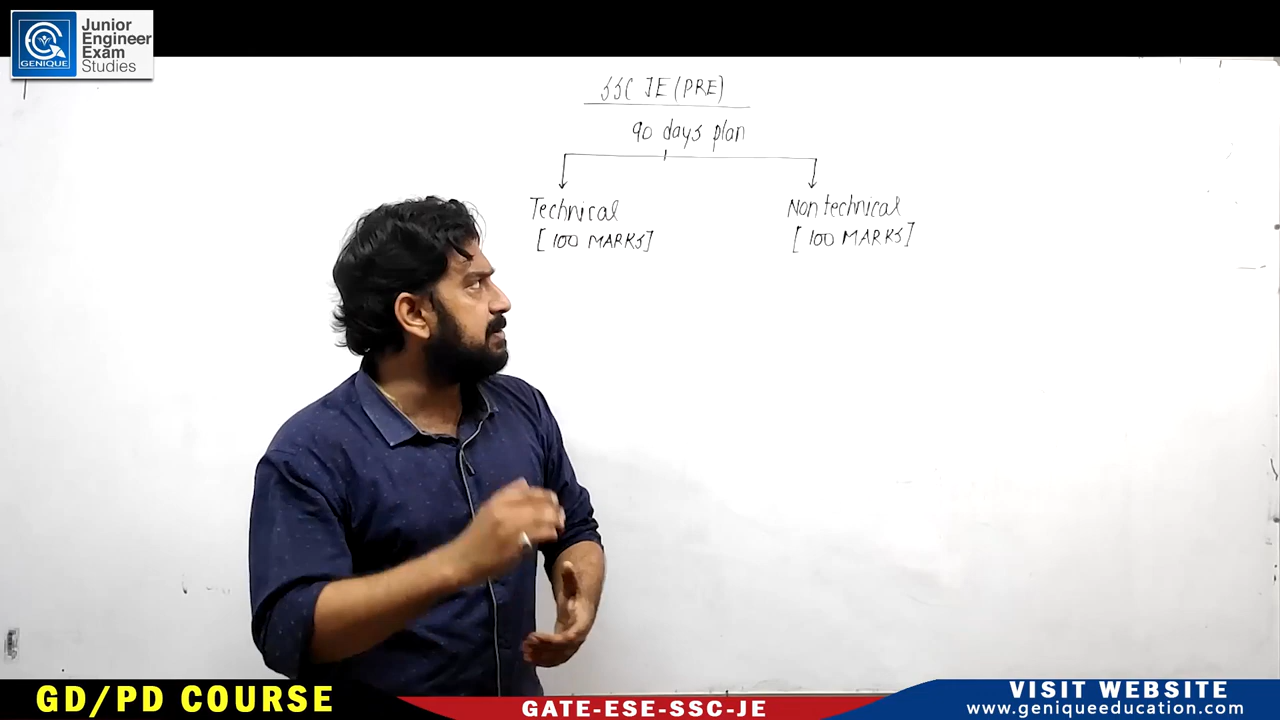 GENIQUE
Junior
Engineer
Exam
Studies
SSC JE (PRE)
90 days plan
Technical
[100 MARKS]
Non technical
[100 MARKS]
GD/PD COURSE
GATE-ESE-SSC-JE
VISIT WEBSITE
www.geniqueeducation.com